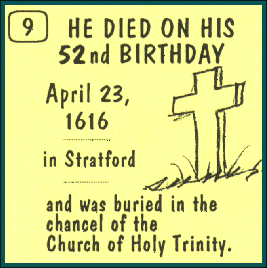 9
HE DIED ON HIS
52nd BIRTHDAY
April 23,
1616
in Stratford
and was buried in the
chancel of the
Church of Holy Trinity.